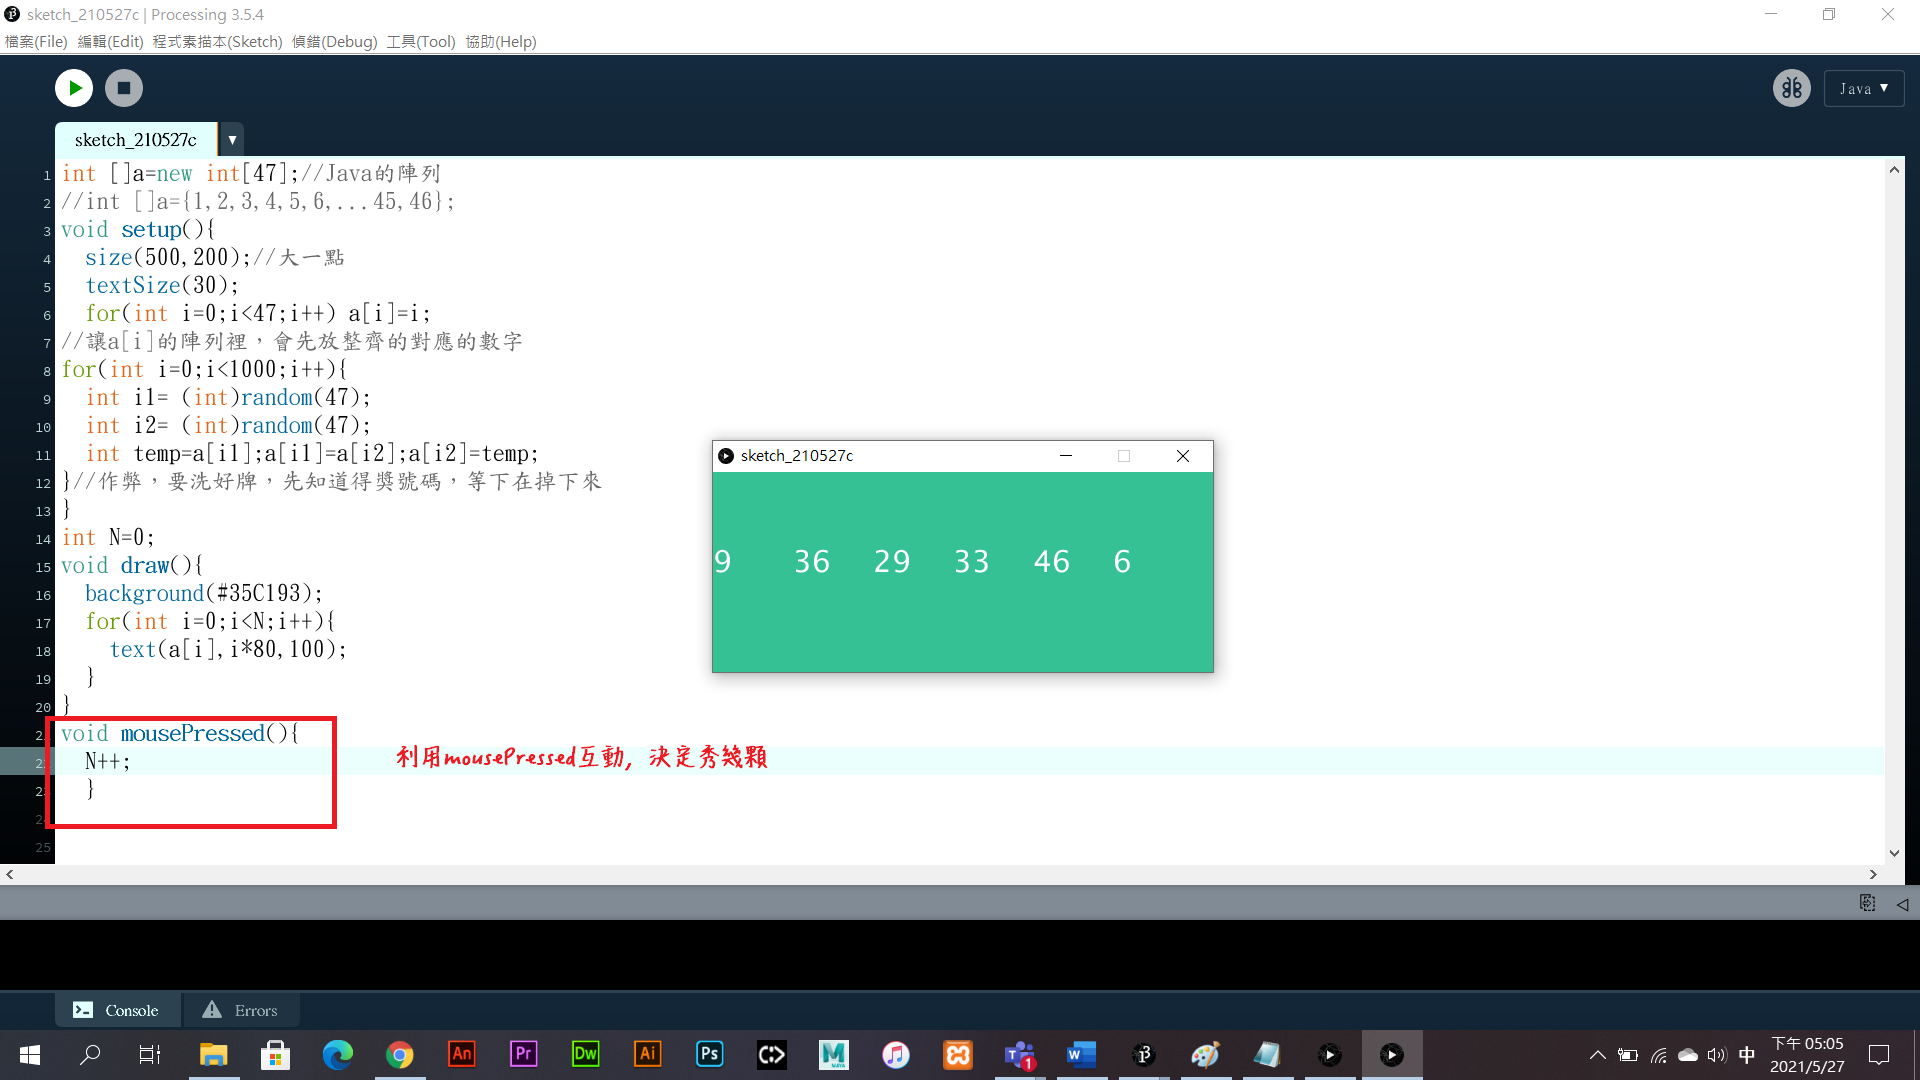 sketch_210527c | Processing 3.5.4
檔案(File) 編輯(Edit) 程式素描本(Sketch) 偵錯(Debug) 工具(Tool) 協助(Help)
Java ▼
sketch_210527c ▼
1 int []a=new int[47];//Java的陣列
2 //int []a={1,2,3,4,5,6,...45,46};
3 void setup(){
4 size(500,200);//大一點
5 textSize(30);
6 for(int i=0;i<47;i++) a[i]=i;
7 //讓a[i]的陣列裡，會先放整齊的對應的數字
8 for(int i=0;i<1000;i++){
9 int i1= (int)random(47);
10 int i2= (int)random(47);
11 int temp=a[i1];a[i1]=a[i2];a[i2]=temp;
12 }//作弊，要洗好牌，先知道得獎號碼，等下在掉下來
13 }
14 int N=0;
15 void draw(){
16 background(#35C193);
17 for(int i=0;i<N;i++){
18 text(a[i],i*80,100);
19 }
20 }
void mousePressed(){
N++;
}
25
利用mousePressed互動, 決定秀幾顆
sketch_210527c
9 36 29 33 46 6
Console
Errors
An Pr Dw Ai Ps
MAYA
1
中
下午 05:05
2021/5/27